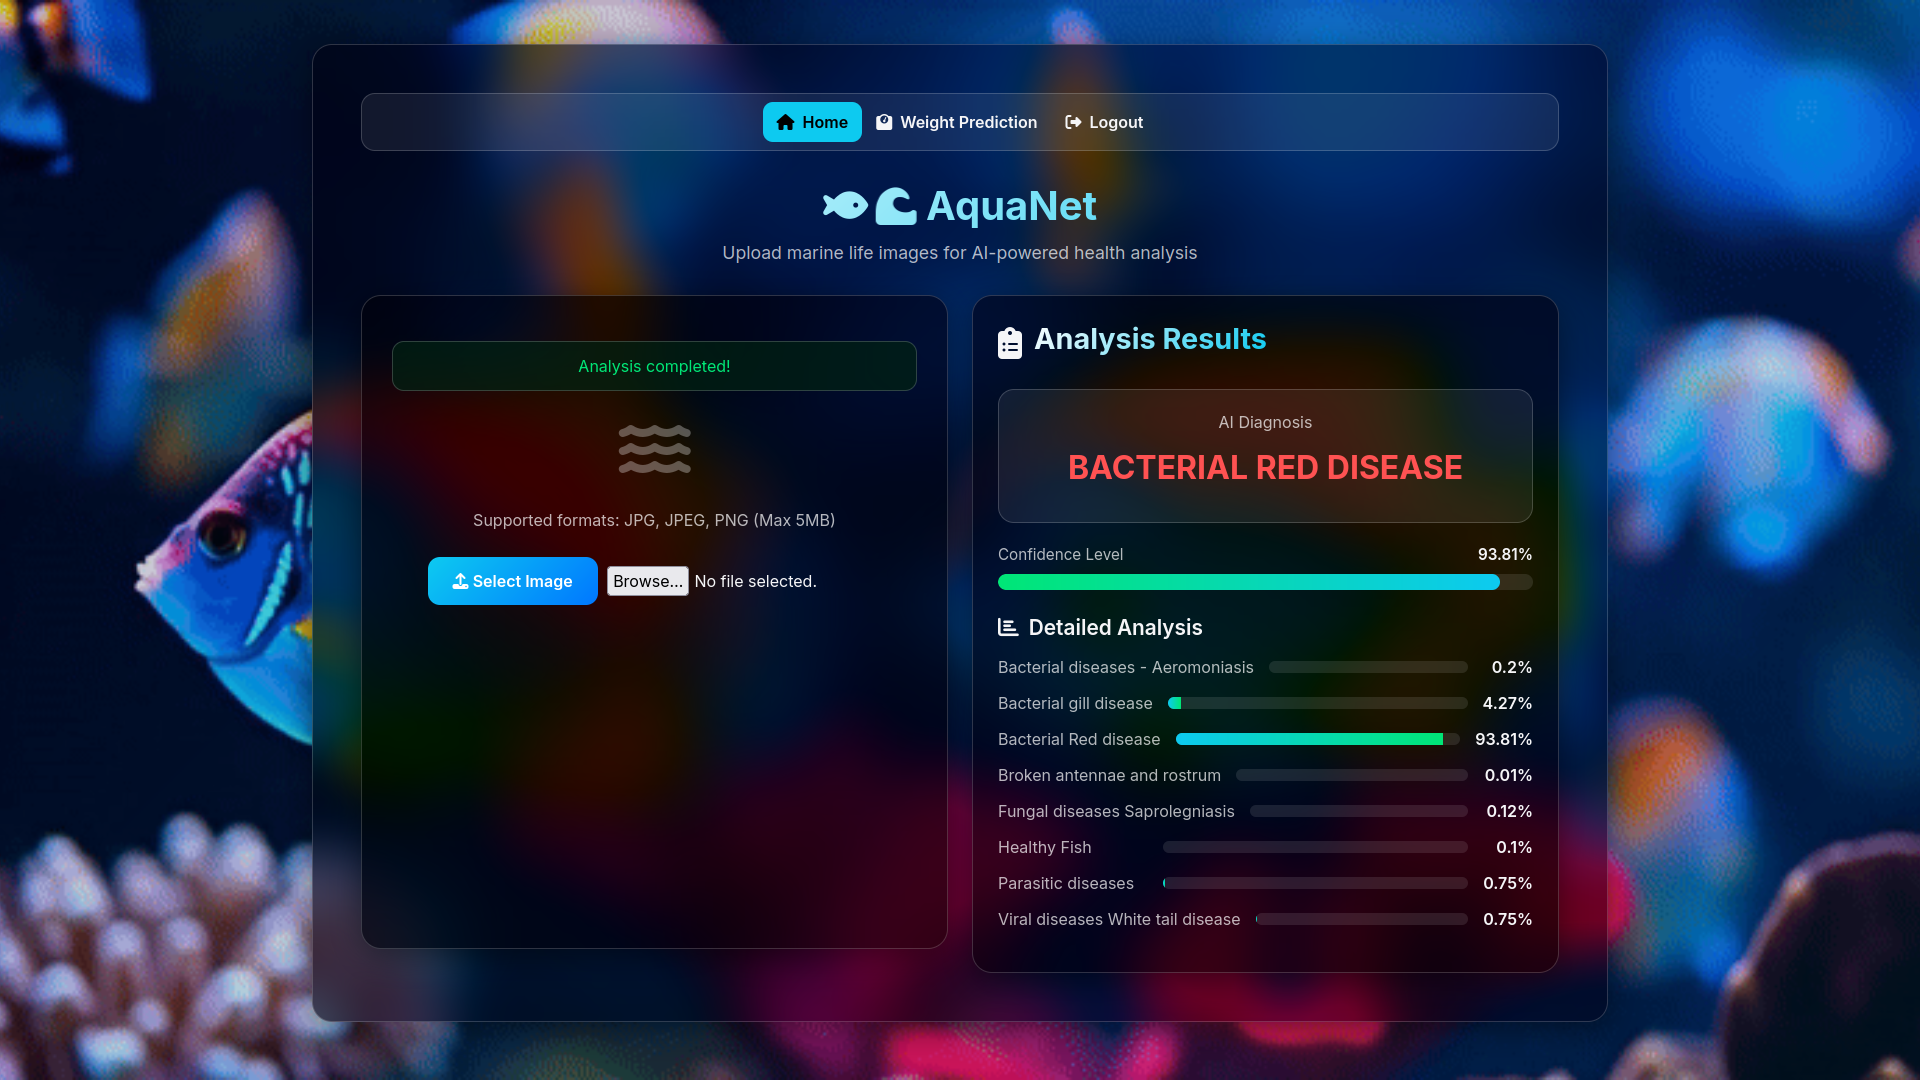 Home Weight Prediction Logout
AquaNet
Upload marine life images for AI-powered health analysis
Analysis completed!
Supported formats: JPG, JPEG, PNG (Max 5MB)
Select Image Browse... No file selected.
Analysis Results
AI Diagnosis
BACTERIAL RED DISEASE
Confidence Level 93.81%
Detailed Analysis
Bacterial diseases - Aeromoniasis 0.2%
Bacterial gill disease 4.27%
Bacterial Red disease 93.81%
Broken antennae and rostrum 0.01%
Fungal diseases Saprolegniasis 0.12%
Healthy Fish 0.1%
Parasitic diseases 0.75%
Viral diseases White tail disease 0.75%